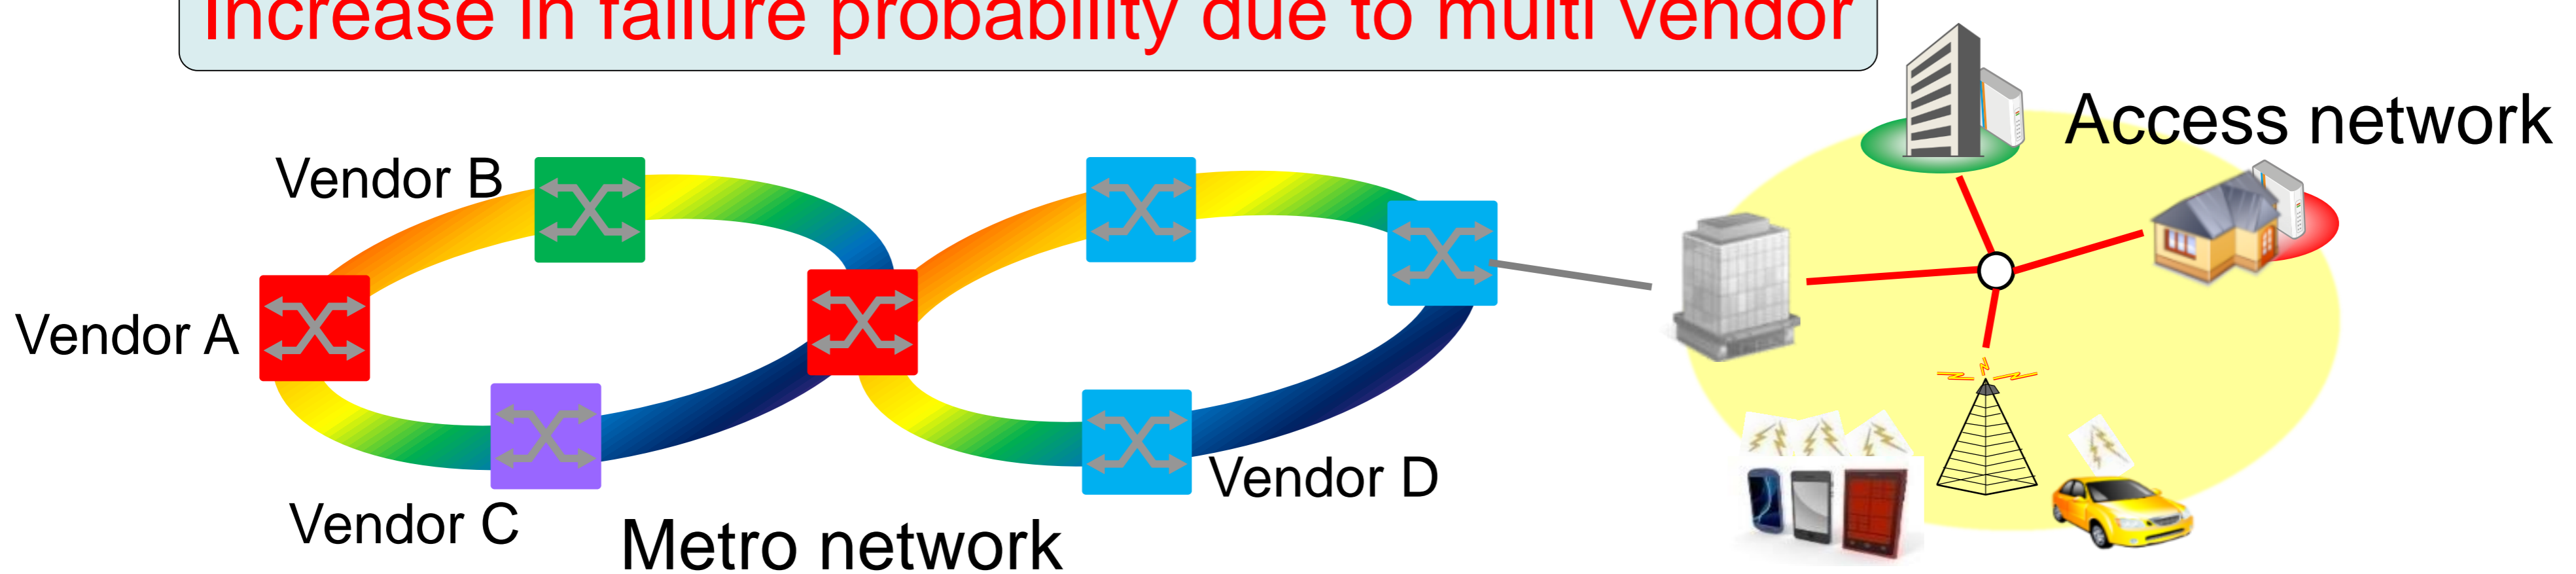 Increase in failure probability due to multi vendor
Access network
Vendor B
Vendor A
Vendor D
Vendor C
Metro network